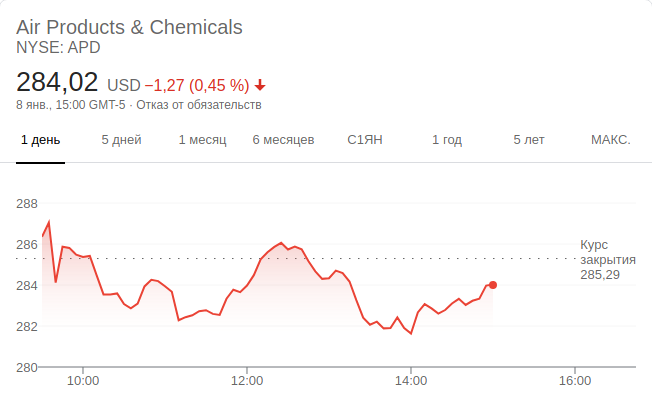 Air Products & Chemicals
NYSE: APD
284,02 USD −1,27 (0,45 %)
8 янв., 15:00 GMT-5 · Отказ от обязательств
1 день 5 дней 1 месяц 6 месяцев С1ЯН 1 год 5 лет МАКС.
288
286
Курс
закрытия
285,29
284
282
280
10:00 12:00 14:00 16:00